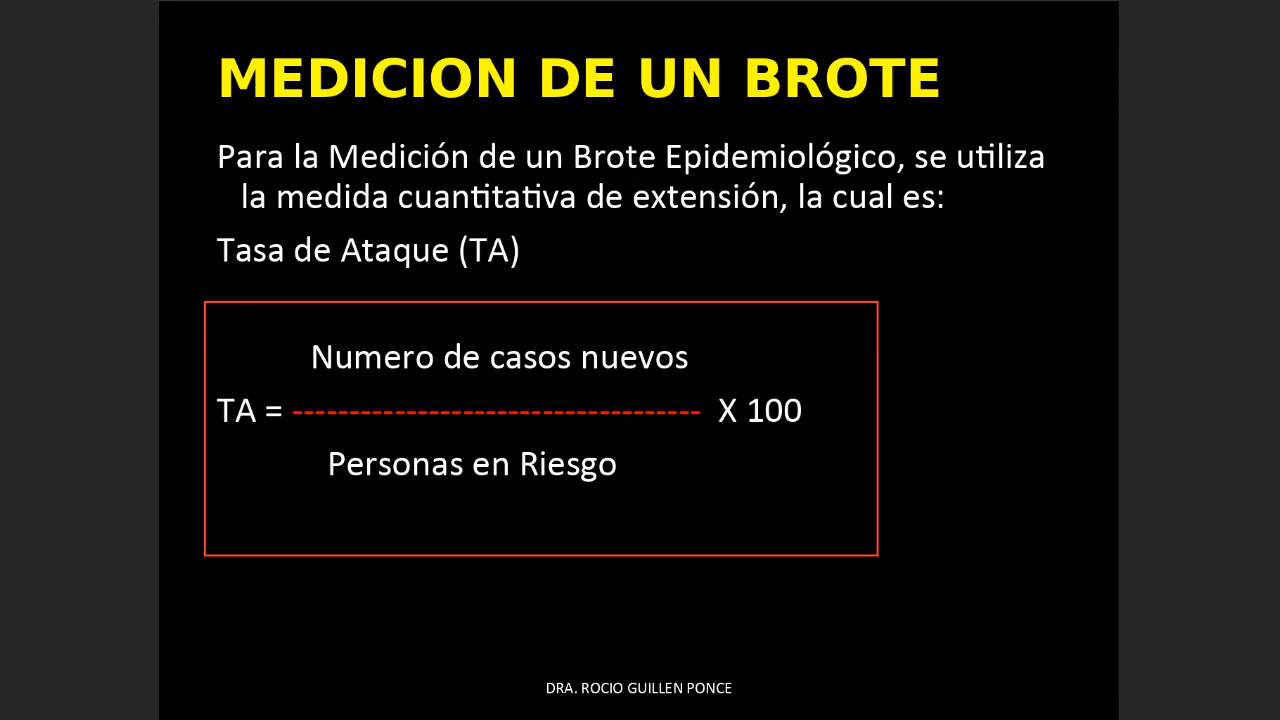 MEDICION DE UN BROTE
Para la Medición de un Brote Epidemiológico, se utiliza
la medida cuantitativa de extensión, la cual es:
Tasa de Ataque (TA)
Numero de casos nuevos
TA = ------------------------------------ X 100
Personas en Riesgo
DRA. ROCIO GUILLEN PONCE